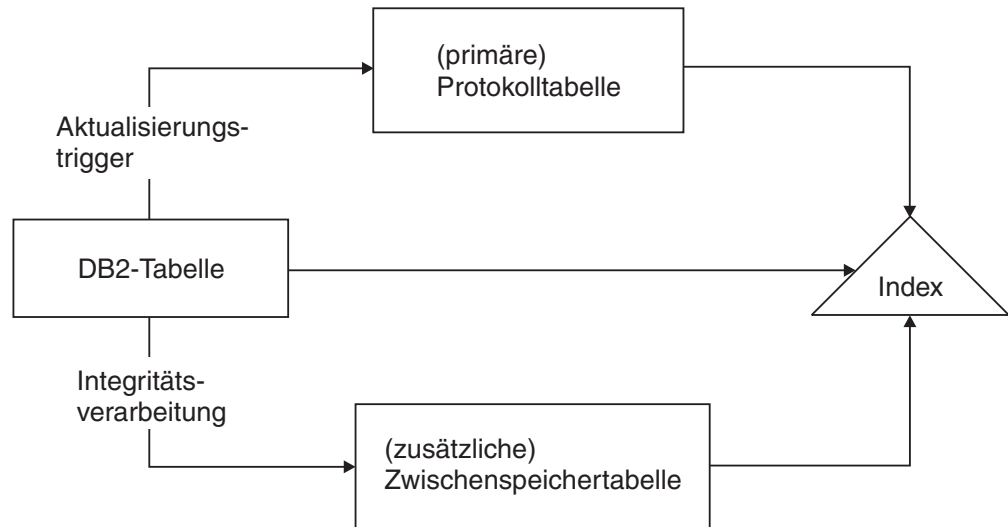 (primäre)
Protokolltabelle
Aktualisierungs-
trigger
DB2-Tabelle
Index
Integritäts-
verarbeitung
(zusätzliche)
Zwischenspeichertabelle